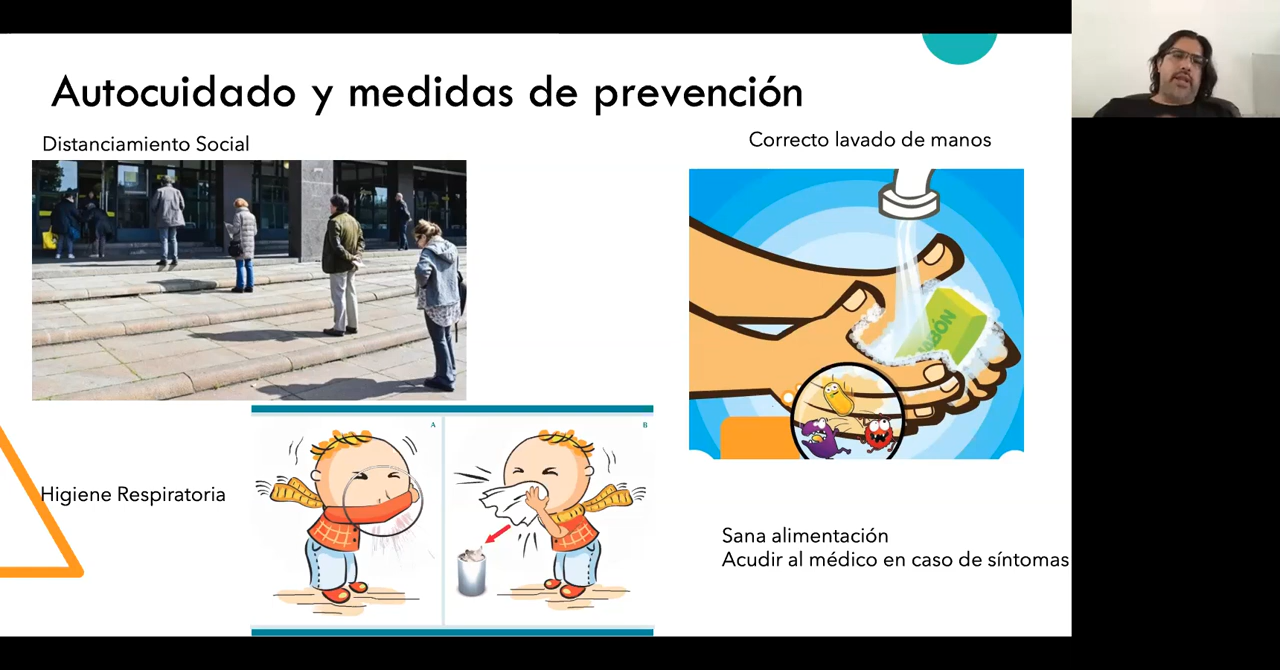 Autocuidado y medidas de prevención
Distanciamiento Social
Correcto lavado de manos
JABÓN
A
B
Higiene Respiratoria
Sana alimentación
Acudir al médico en caso de síntomas